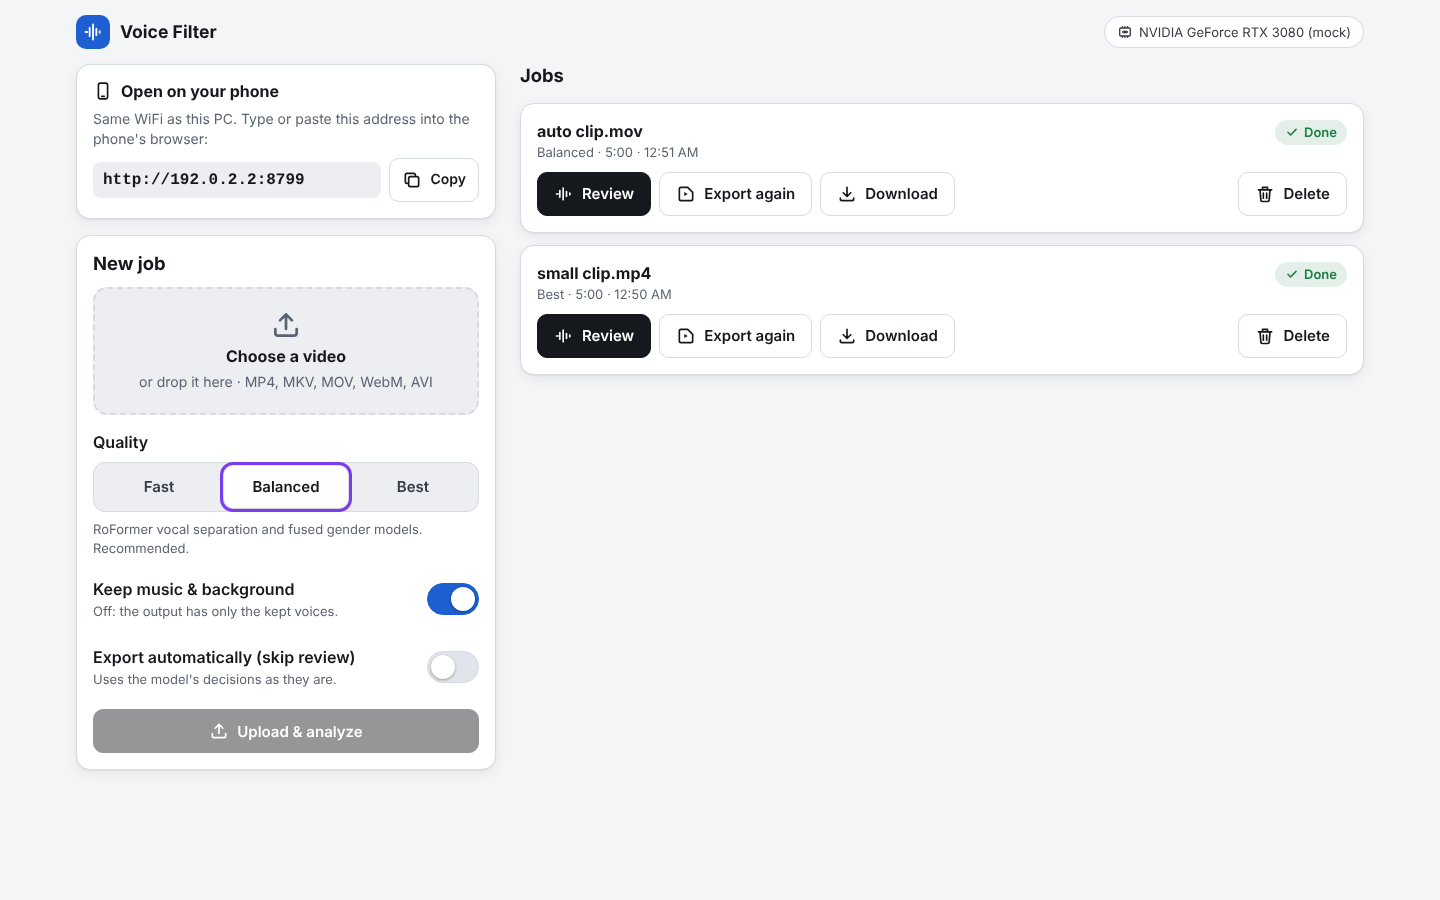 Voice Filter
NVIDIA GeForce RTX 3080 (mock)
Open on your phone
Same WiFi as this PC. Type or paste this address into the
phone's browser:
http://192.0.2.2:8799
Copy
New job
Choose a video
or drop it here · MP4, MKV, MOV, WebM, AVI
Quality
Fast
Balanced
Best
RoFormer vocal separation and fused gender models.
Recommended.
Keep music & background
Off: the output has only the kept voices.
Export automatically (skip review)
Uses the model's decisions as they are.
Upload & analyze
Jobs
auto clip.mov
Done
Balanced · 5:00 · 12:51 AM
Review
Export again
Download
Delete
small clip.mp4
Done
Best · 5:00 · 12:50 AM
Review
Export again
Download
Delete